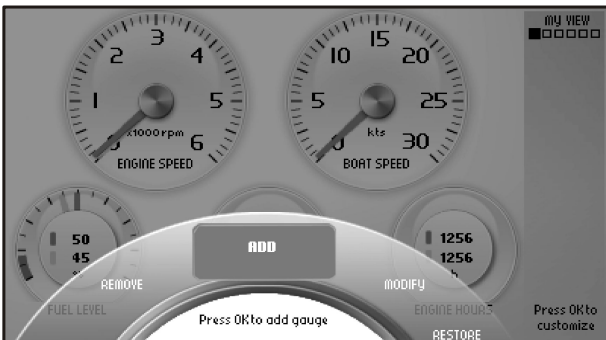 MY VIEW
0 1 2 3 4 5 6
x1000 rpm
ENGINE SPEED
5 10 15 20 25 30
kts
BOAT SPEED
50
45
FUEL LEVEL
1256
1256
h
ENGINE HOURS
REMOVE
ADD
MODIFY
RESTORE
Press OK to add gauge
Press OK to
customize